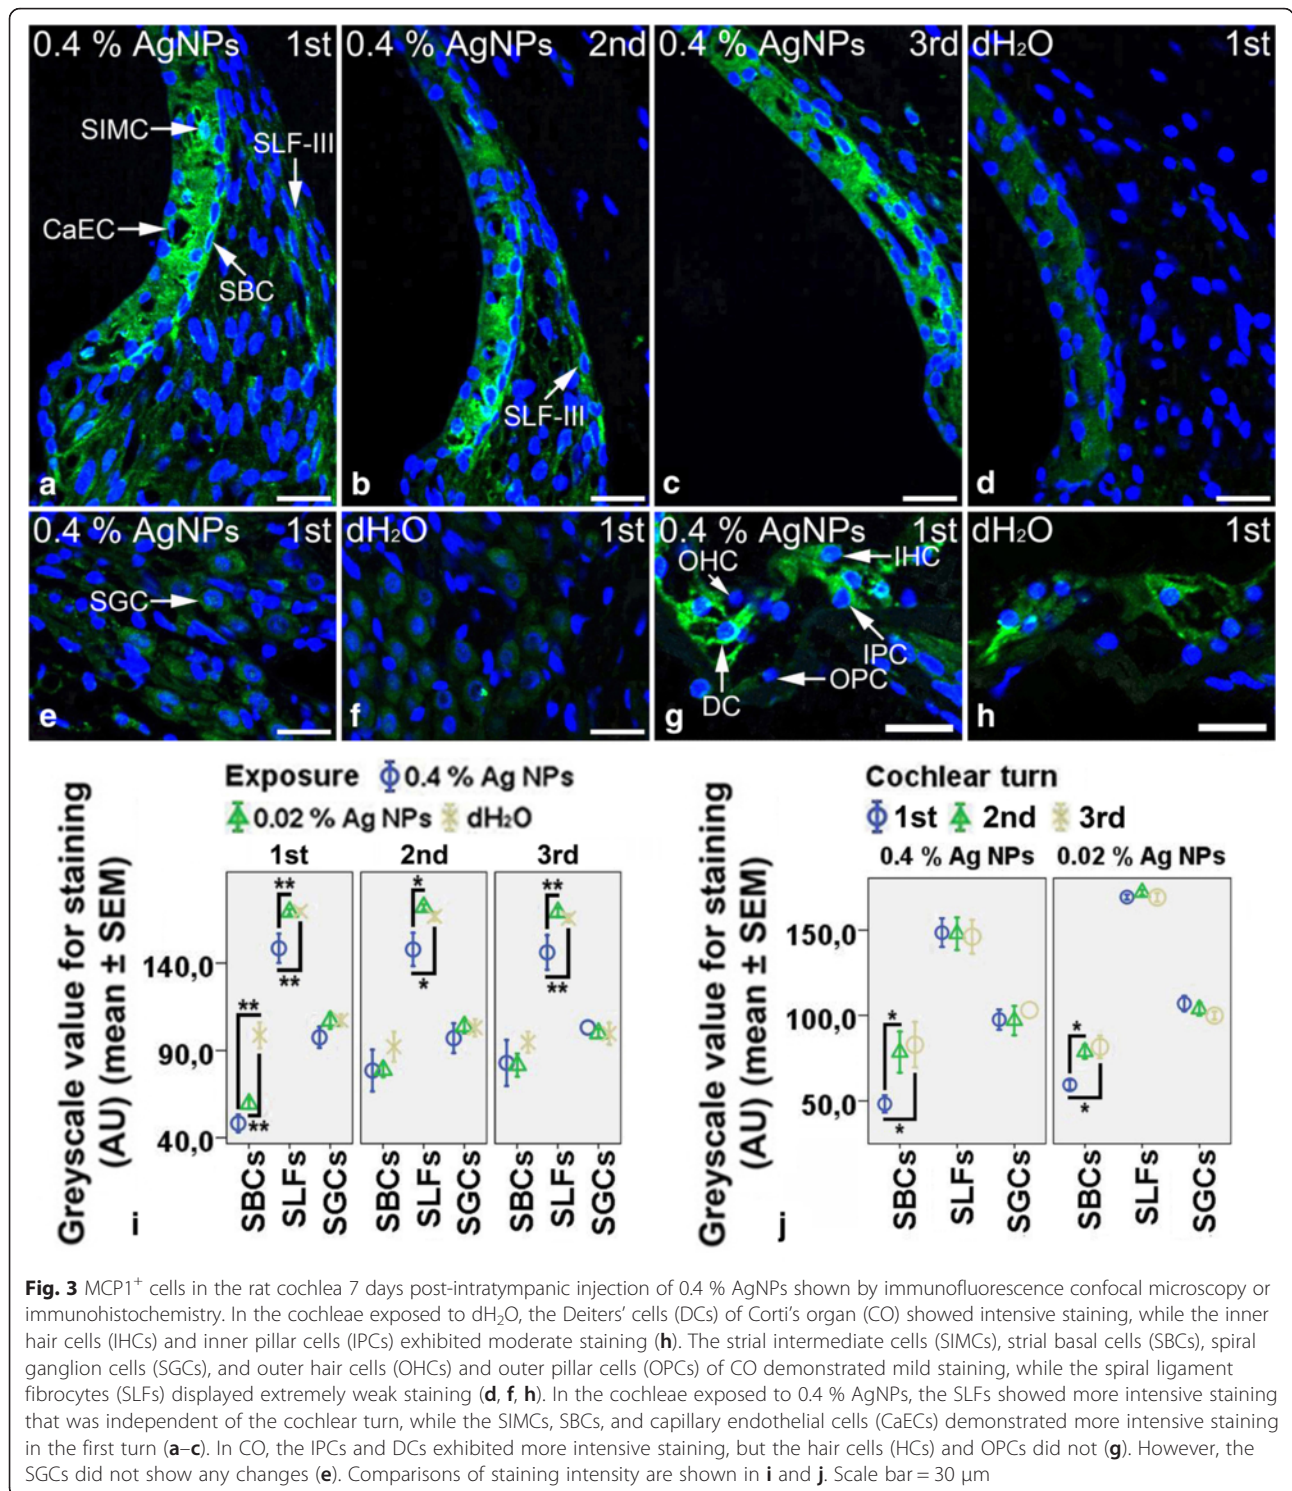 0.4 % AgNPs 1st
0.4 % AgNPs 2nd
0.4 % AgNPs 3rd
dH₂O 1st
SIMC
SLF-III
CaEC
SBC
SLF-III
a
b
c
d
0.4 % AgNPs 1st
dH₂O 1st
0.4 % AgNPs 1st
dH₂O 1st
SGC
OHC
IHC
IPC
OPC
DC
e
f
g
h
Greyscale value for staining
(AU) (mean ± SEM)
Exposure 0.4 % Ag NPs
0.02 % Ag NPs dH₂O
1st 2nd 3rd
140,0
90,0
40,0
** ** ** **
* *
** **
SBCs SLFs SGCs SBCs SLFs SGCs SBCs SLFs SGCs
i
Greyscale value for staining
(AU) (mean ± SEM)
Cochlear turn
1st 2nd 3rd
0.4 % Ag NPs 0.02 % Ag NPs
150,0
100,0
50,0
* *
* *
SBCs SLFs SGCs SBCs SLFs SGCs
j
Fig. 3 MCP1⁺ cells in the rat cochlea 7 days post-intratympanic injection of 0.4 % AgNPs shown by immunofluorescence confocal microscopy or
immunohistochemistry. In the cochleae exposed to dH₂O, the Deiters’ cells (DCs) of Corti’s organ (CO) showed intensive staining, while the inner
hair cells (IHCs) and inner pillar cells (IPCs) exhibited moderate staining (h). The strial intermediate cells (SIMCs), strial basal cells (SBCs), spiral
ganglion cells (SGCs), and outer hair cells (OHCs) and outer pillar cells (OPCs) of CO demonstrated mild staining, while the spiral ligament
fibrocytes (SLFs) displayed extremely weak staining (d, f, h). In the cochleae exposed to 0.4 % AgNPs, the SLFs showed more intensive staining
that was independent of the cochlear turn, while the SIMCs, SBCs, and capillary endothelial cells (CaECs) demonstrated more intensive staining
in the first turn (a–c). In CO, the IPCs and DCs exhibited more intensive staining, but the hair cells (HCs) and OPCs did not (g). However, the
SGCs did not show any changes (e). Comparisons of staining intensity are shown in i and j. Scale bar = 30 μm